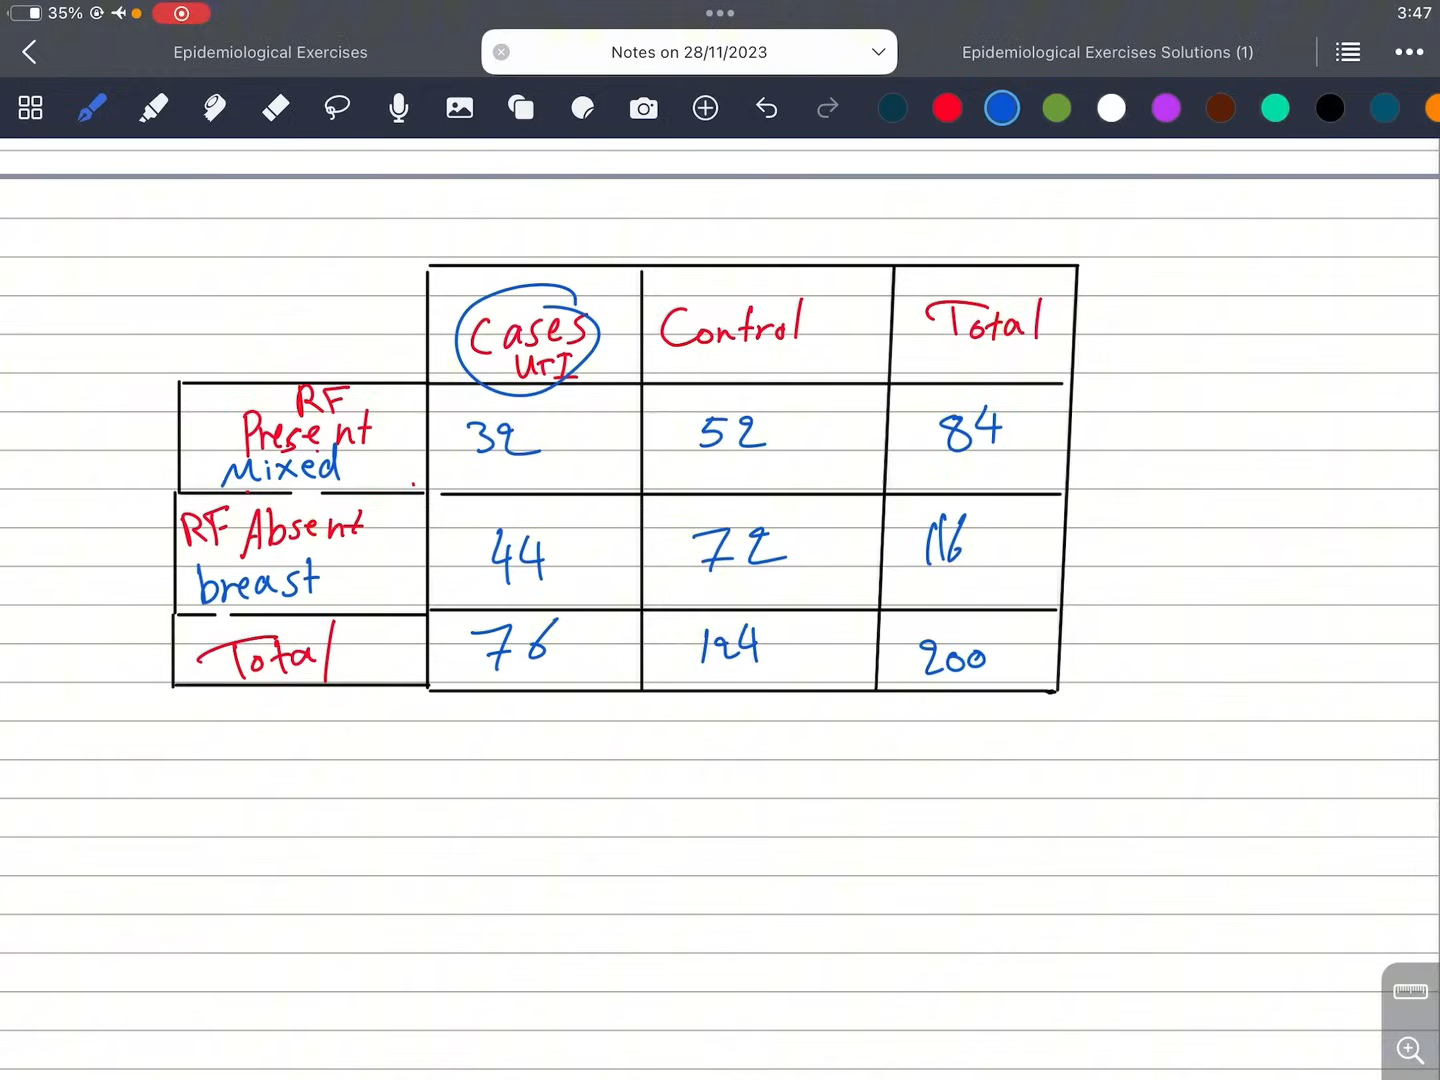 35%
3:47
Epidemiological Exercises
Notes on 28/11/2023
Epidemiological Exercises Solutions (1)
Cases
UTI
Control
Total
RF
Present
Mixed
32
52
84
RF Absent
breast
44
72
116
Total
76
124
200